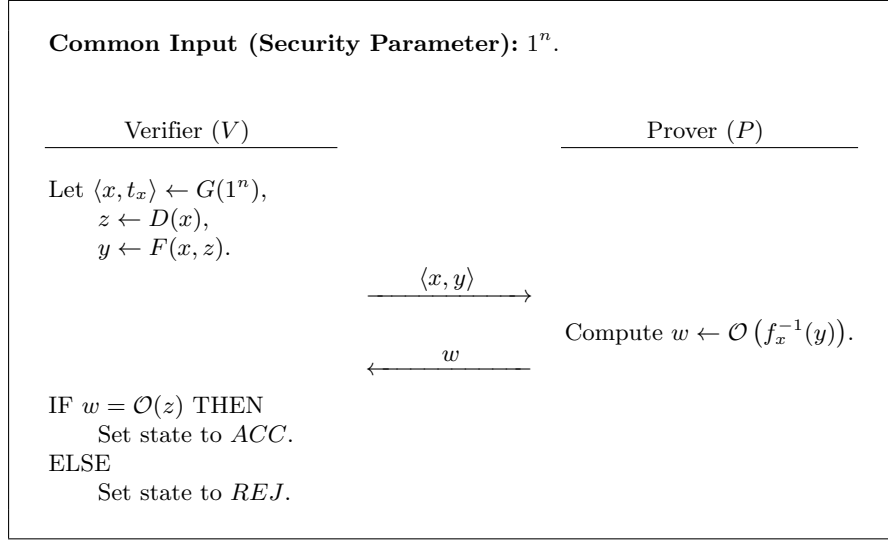 Common Input (Security Parameter): 1^n.
Verifier (V)
Prover (P)
Let ⟨x, t_x⟩ ← G(1^n),
z ← D(x),
y ← F(x, z).
⟨x, y⟩
Compute w ← 𝒪(f_x^{-1}(y)).
w
IF w = 𝒪(z) THEN
Set state to ACC.
ELSE
Set state to REJ.